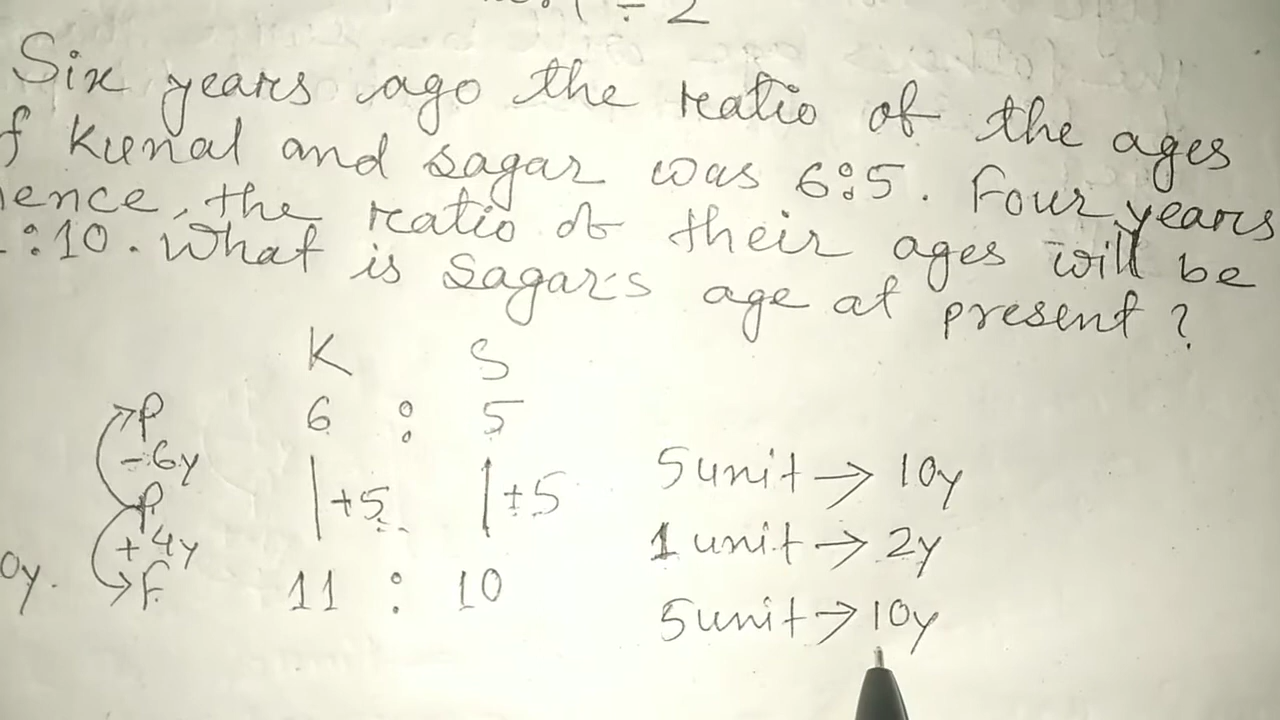 ÷ 2
Six years ago the ratio of the ages
f Kunal and sagar was 6:5. Four years
ence, the ratio of their ages will be
:10. What is Sagar's age at present?
K S
P 6 : 5
-6y 5unit → 10y
P +5 +5
+4y 1 unit → 2y
0y. F 11 : 10
5unit → 10y